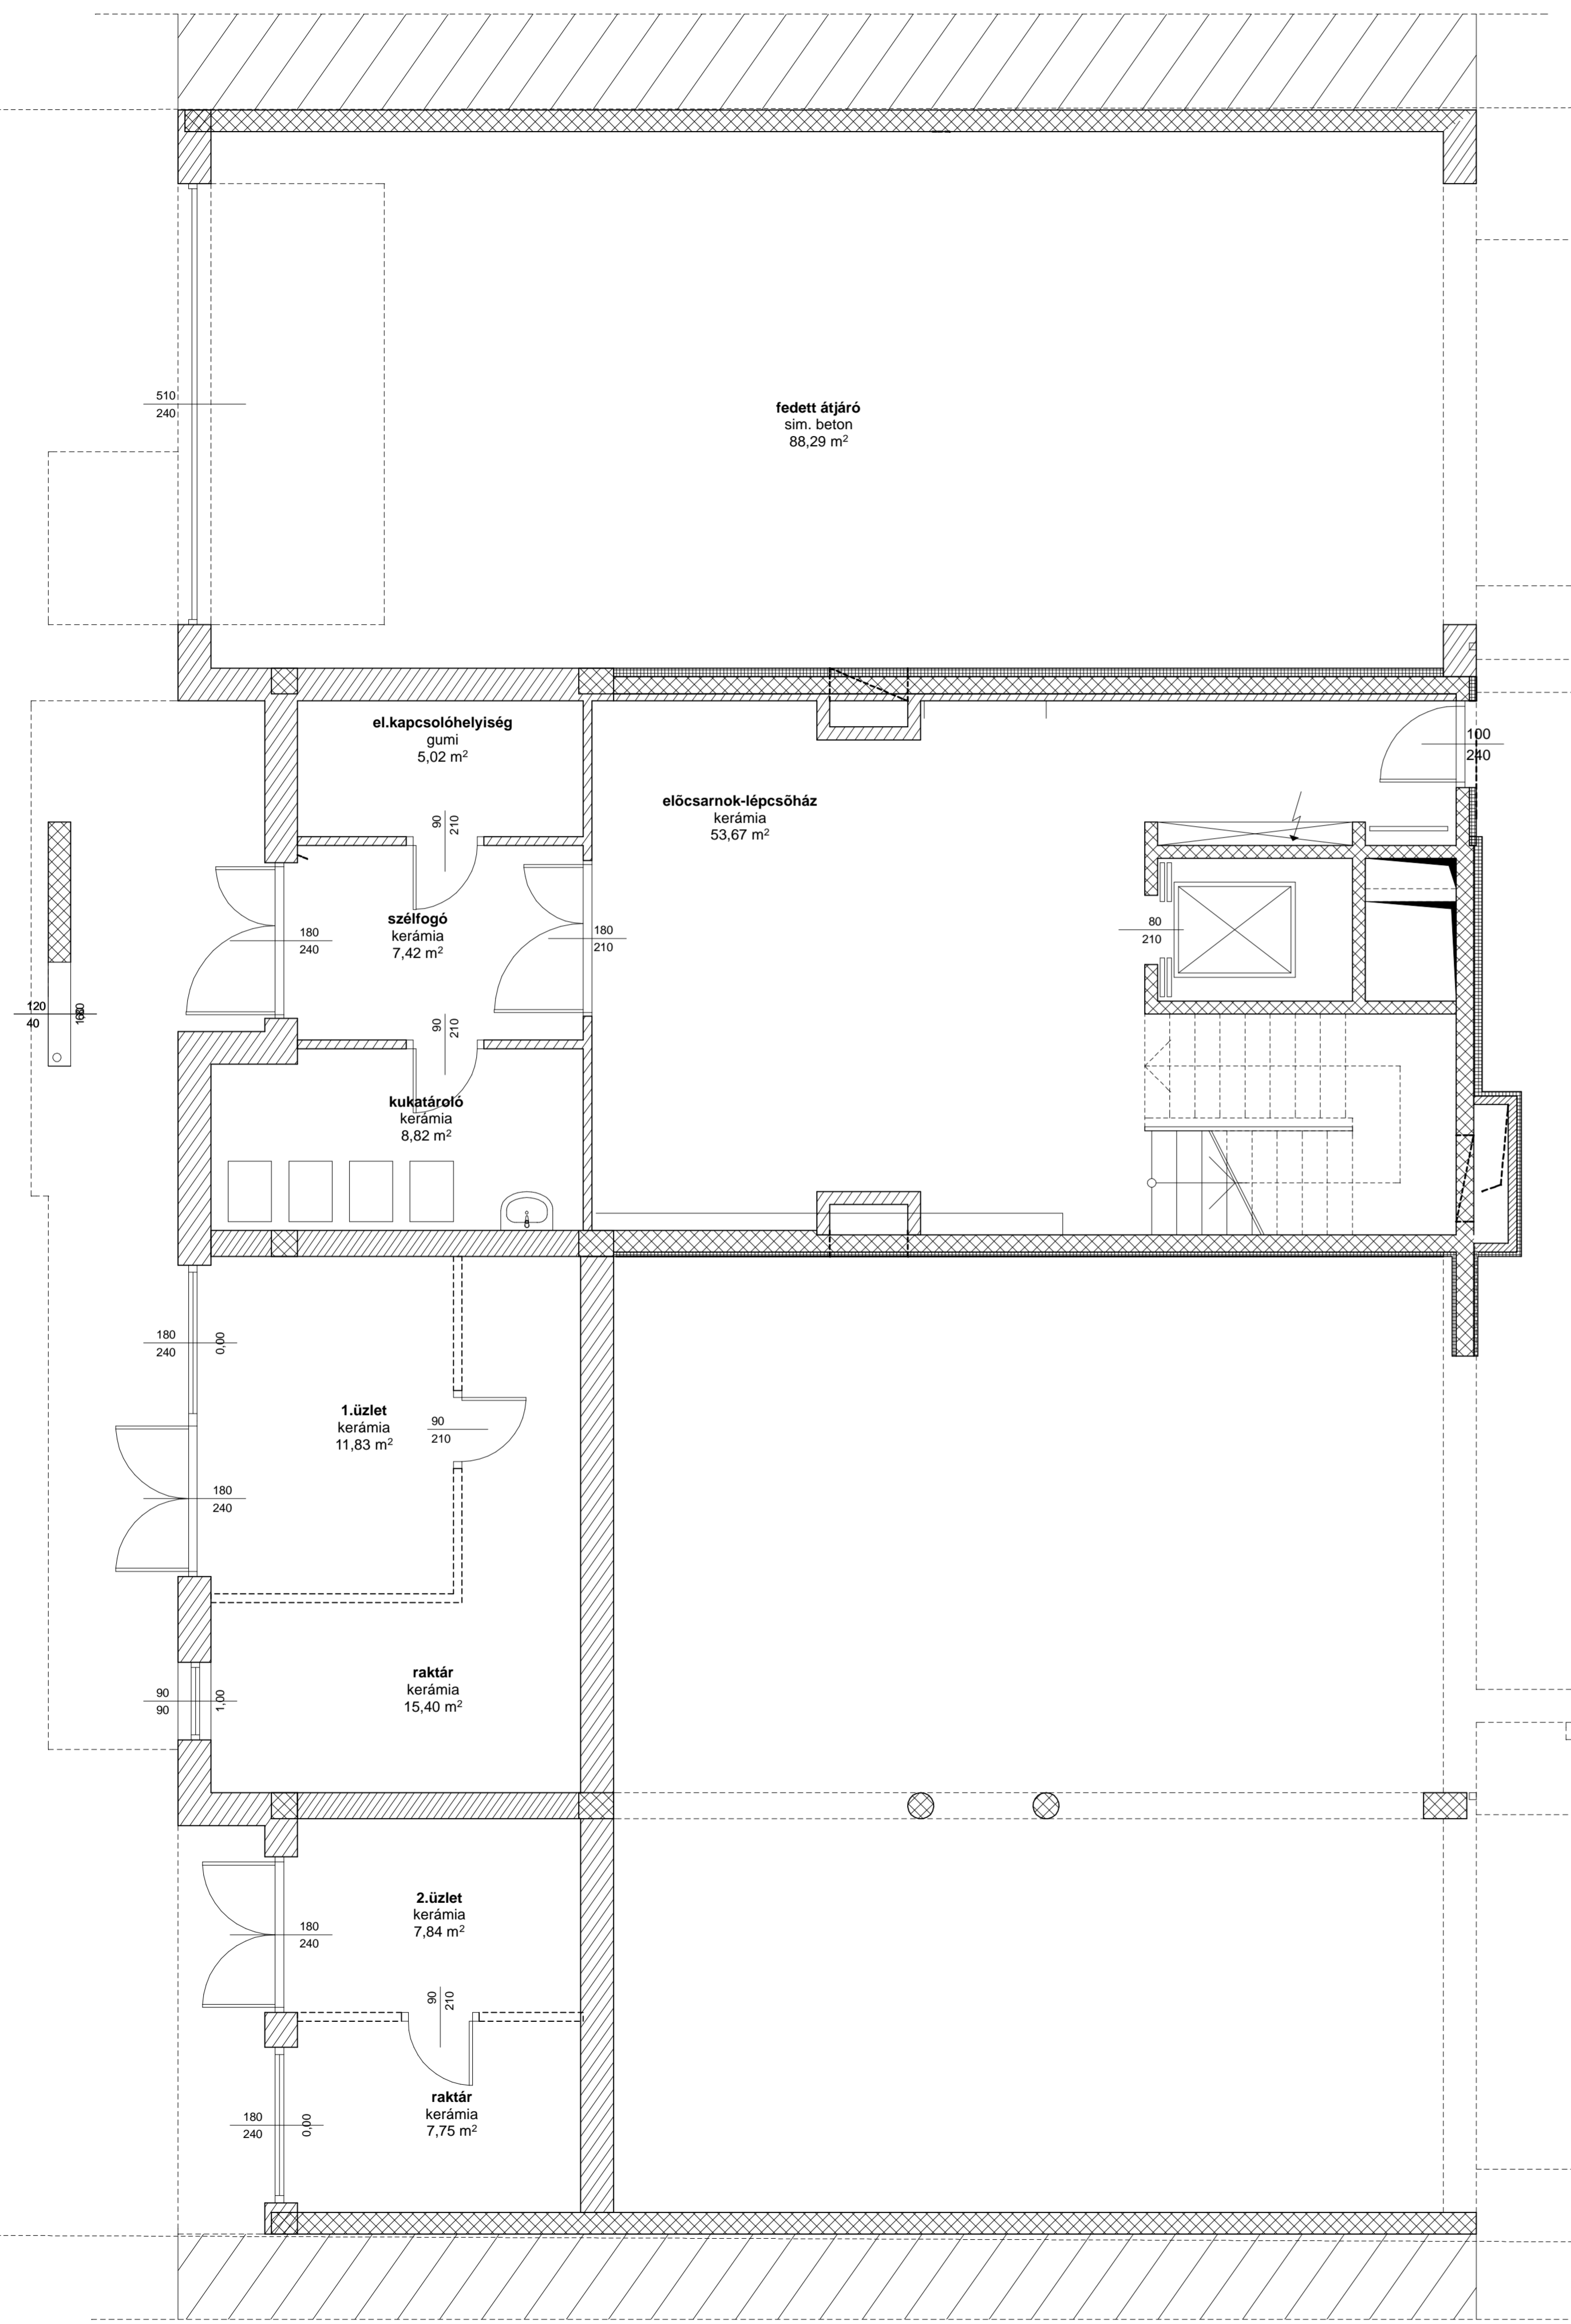 510
240
fedett átjáró
sim. beton
88,29 m²
el.kapcsolóhelyiség
gumi
5,02 m²
100
240
90
210
elõcsarnok-lépcsõház
kerámia
53,67 m²
szélfogó
kerámia
7,42 m²
180
240
180
210
80
210
120
40
90
210
kukatároló
kerámia
8,82 m²
180
240
0,00
1.üzlet
kerámia
11,83 m²
90
210
180
240
raktár
kerámia
15,40 m²
90
90
1,00
2.üzlet
kerámia
7,84 m²
180
240
90
210
raktár
kerámia
7,75 m²
180
240
0,00